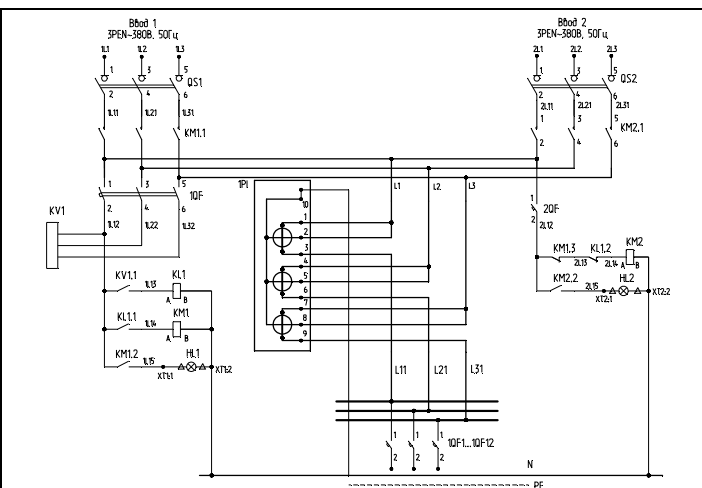 Ввод 1
3PEN~380В, 50Гц
1L1 1L2 1L3
1 3 5
QS1
2 4 6
1L11 1L21 1L31
KM1.1
Ввод 2
3PEN~380В, 50Гц
2L1 2L2 2L3
1 3 5
QS2
2 4 6
2L11 2L21 2L31
1 3 5
KM2.1
2 4 6
1 3 5
1QF
2 4 6
1L12 1L22 1L32
KV1
1PI
10
1
2
3
4
5
6
7
8
9
L1 L2 L3
1
2QF
2
2L12
KM1.3 KL1.2 KM2
2L13 2L14 A B
KM2.2 HL2
2L15
XT2:1 XT2:2
KV1.1 KL1
1L13
A B
KL1.1 KM1
1L14
A B
KM1.2 HL1
1L15
XT1:1 XT1:2
L11 L21 L31
1 1 1
1QF1...1QF12
2 2 2
N
PE